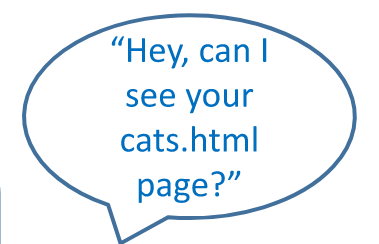 “Hey, can I
see your
cats.html
page?”